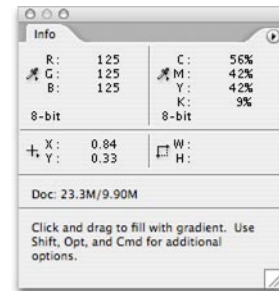 Info
R: 125 C: 56%
G: 125 M: 42%
B: 125 Y: 42%
K: 9%
8-bit 8-bit
X: 0.84 W:
Y: 0.33 H:
Doc: 23.3M/9.90M
Click and drag to fill with gradient. Use
Shift, Opt, and Cmd for additional
options.